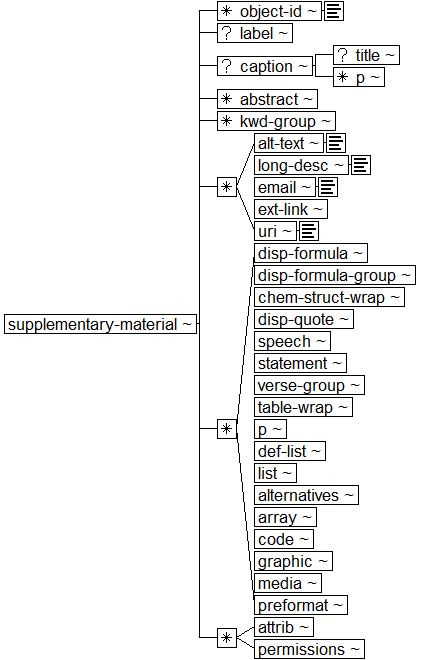 * object-id ~
? label ~
? caption ~
? title ~
* p ~
* abstract ~
* kwd-group ~
*
alt-text ~
long-desc ~
email ~
ext-link ~
uri ~
supplementary-material ~
*
disp-formula ~
disp-formula-group ~
chem-struct-wrap ~
disp-quote ~
speech ~
statement ~
verse-group ~
table-wrap ~
p ~
def-list ~
list ~
alternatives ~
array ~
code ~
graphic ~
media ~
preformat ~
*
attrib ~
permissions ~